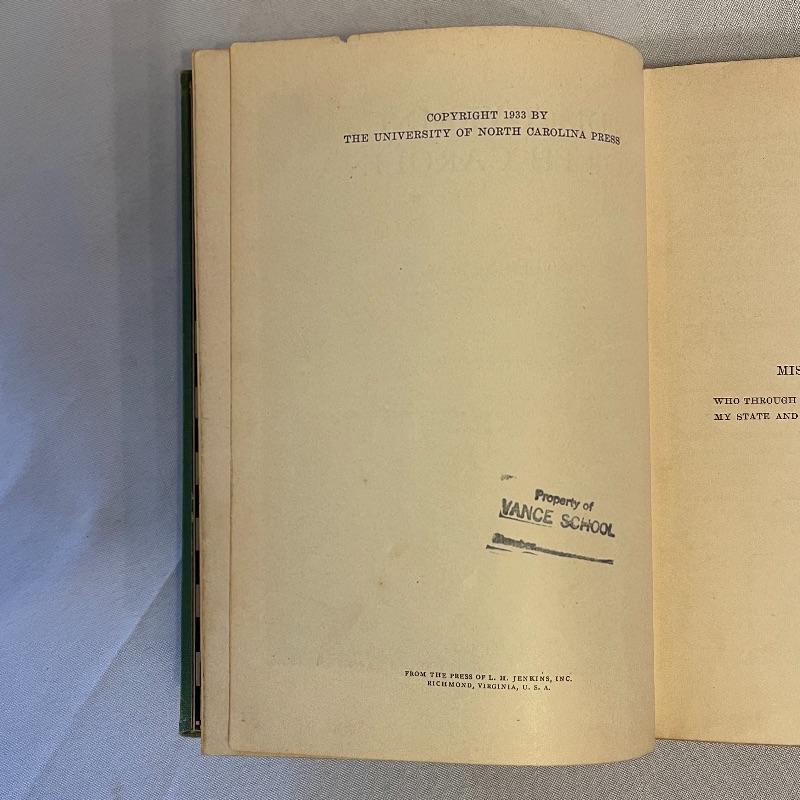 COPYRIGHT 1933 BY
THE UNIVERSITY OF NORTH CAROLINA PRESS
Property of
VANCE SCHOOL
Number
FROM THE PRESS OF L. H. JENKINS, INC.
RICHMOND, VIRGINIA, U. S. A.
MIS
WHO THROUGH
MY STATE AND